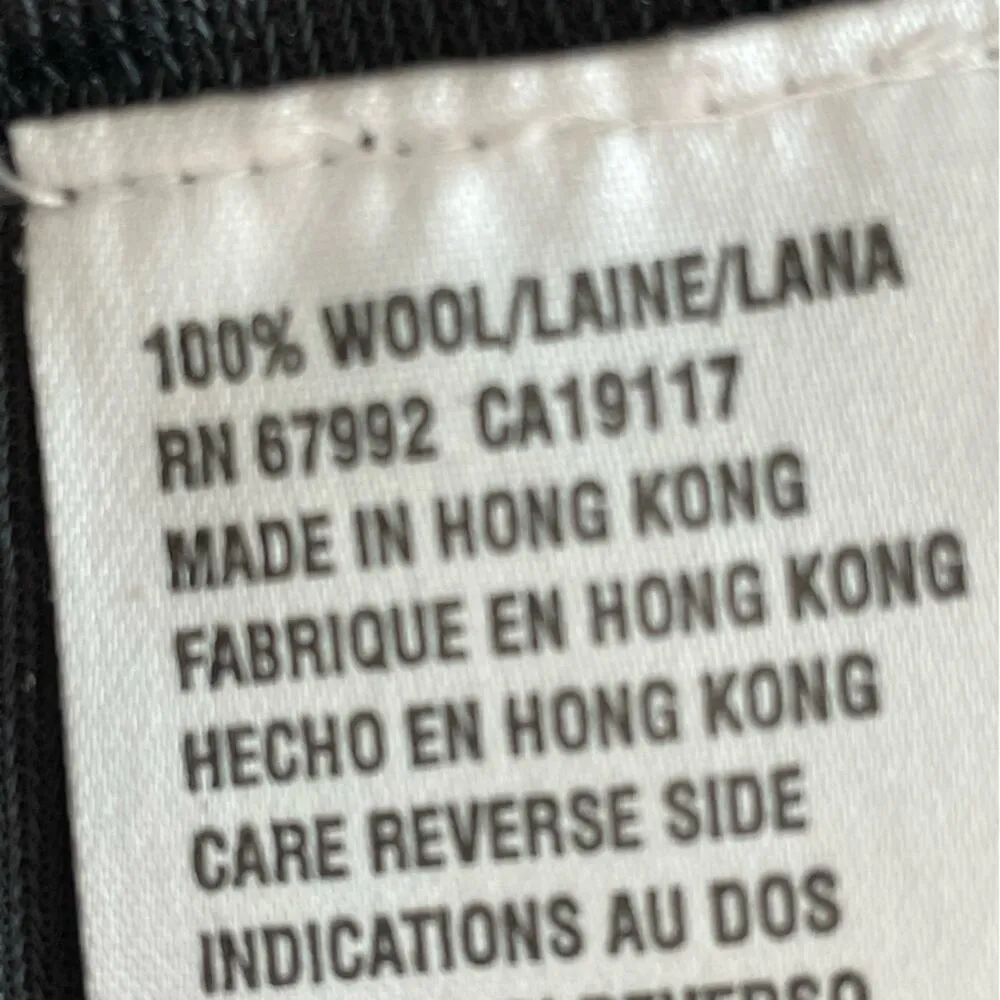 100% WOOL/LAINE/LANA
RN 67992 CA19117
MADE IN HONG KONG
FABRIQUE EN HONG KONG
HECHO EN HONG KONG
CARE REVERSE SIDE
INDICATIONS AU DOS
REVERSO